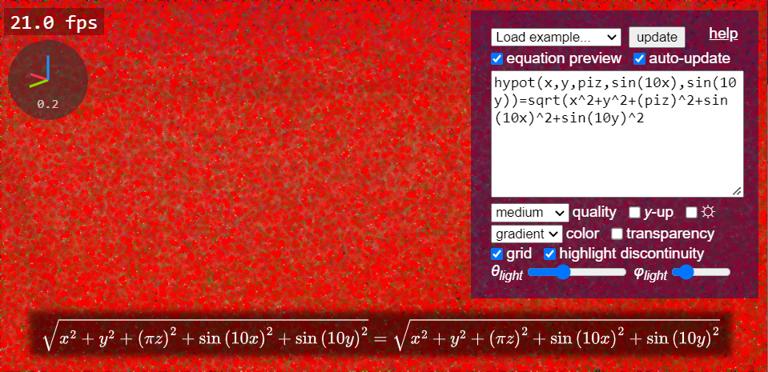 21.0 fps
0.2
Load example... update help
equation preview auto-update
hypot(x,y,piz,sin(10x),sin(10
y))=sqrt(x^2+y^2+(piz)^2+sin
(10x)^2+sin(10y)^2
medium quality y-up ☼
gradient color transparency
grid highlight discontinuity
θlight φlight
√(x² + y² + (πz)² + sin (10x)² + sin (10y)²) = √(x² + y² + (πz)² + sin (10x)² + sin (10y)²)